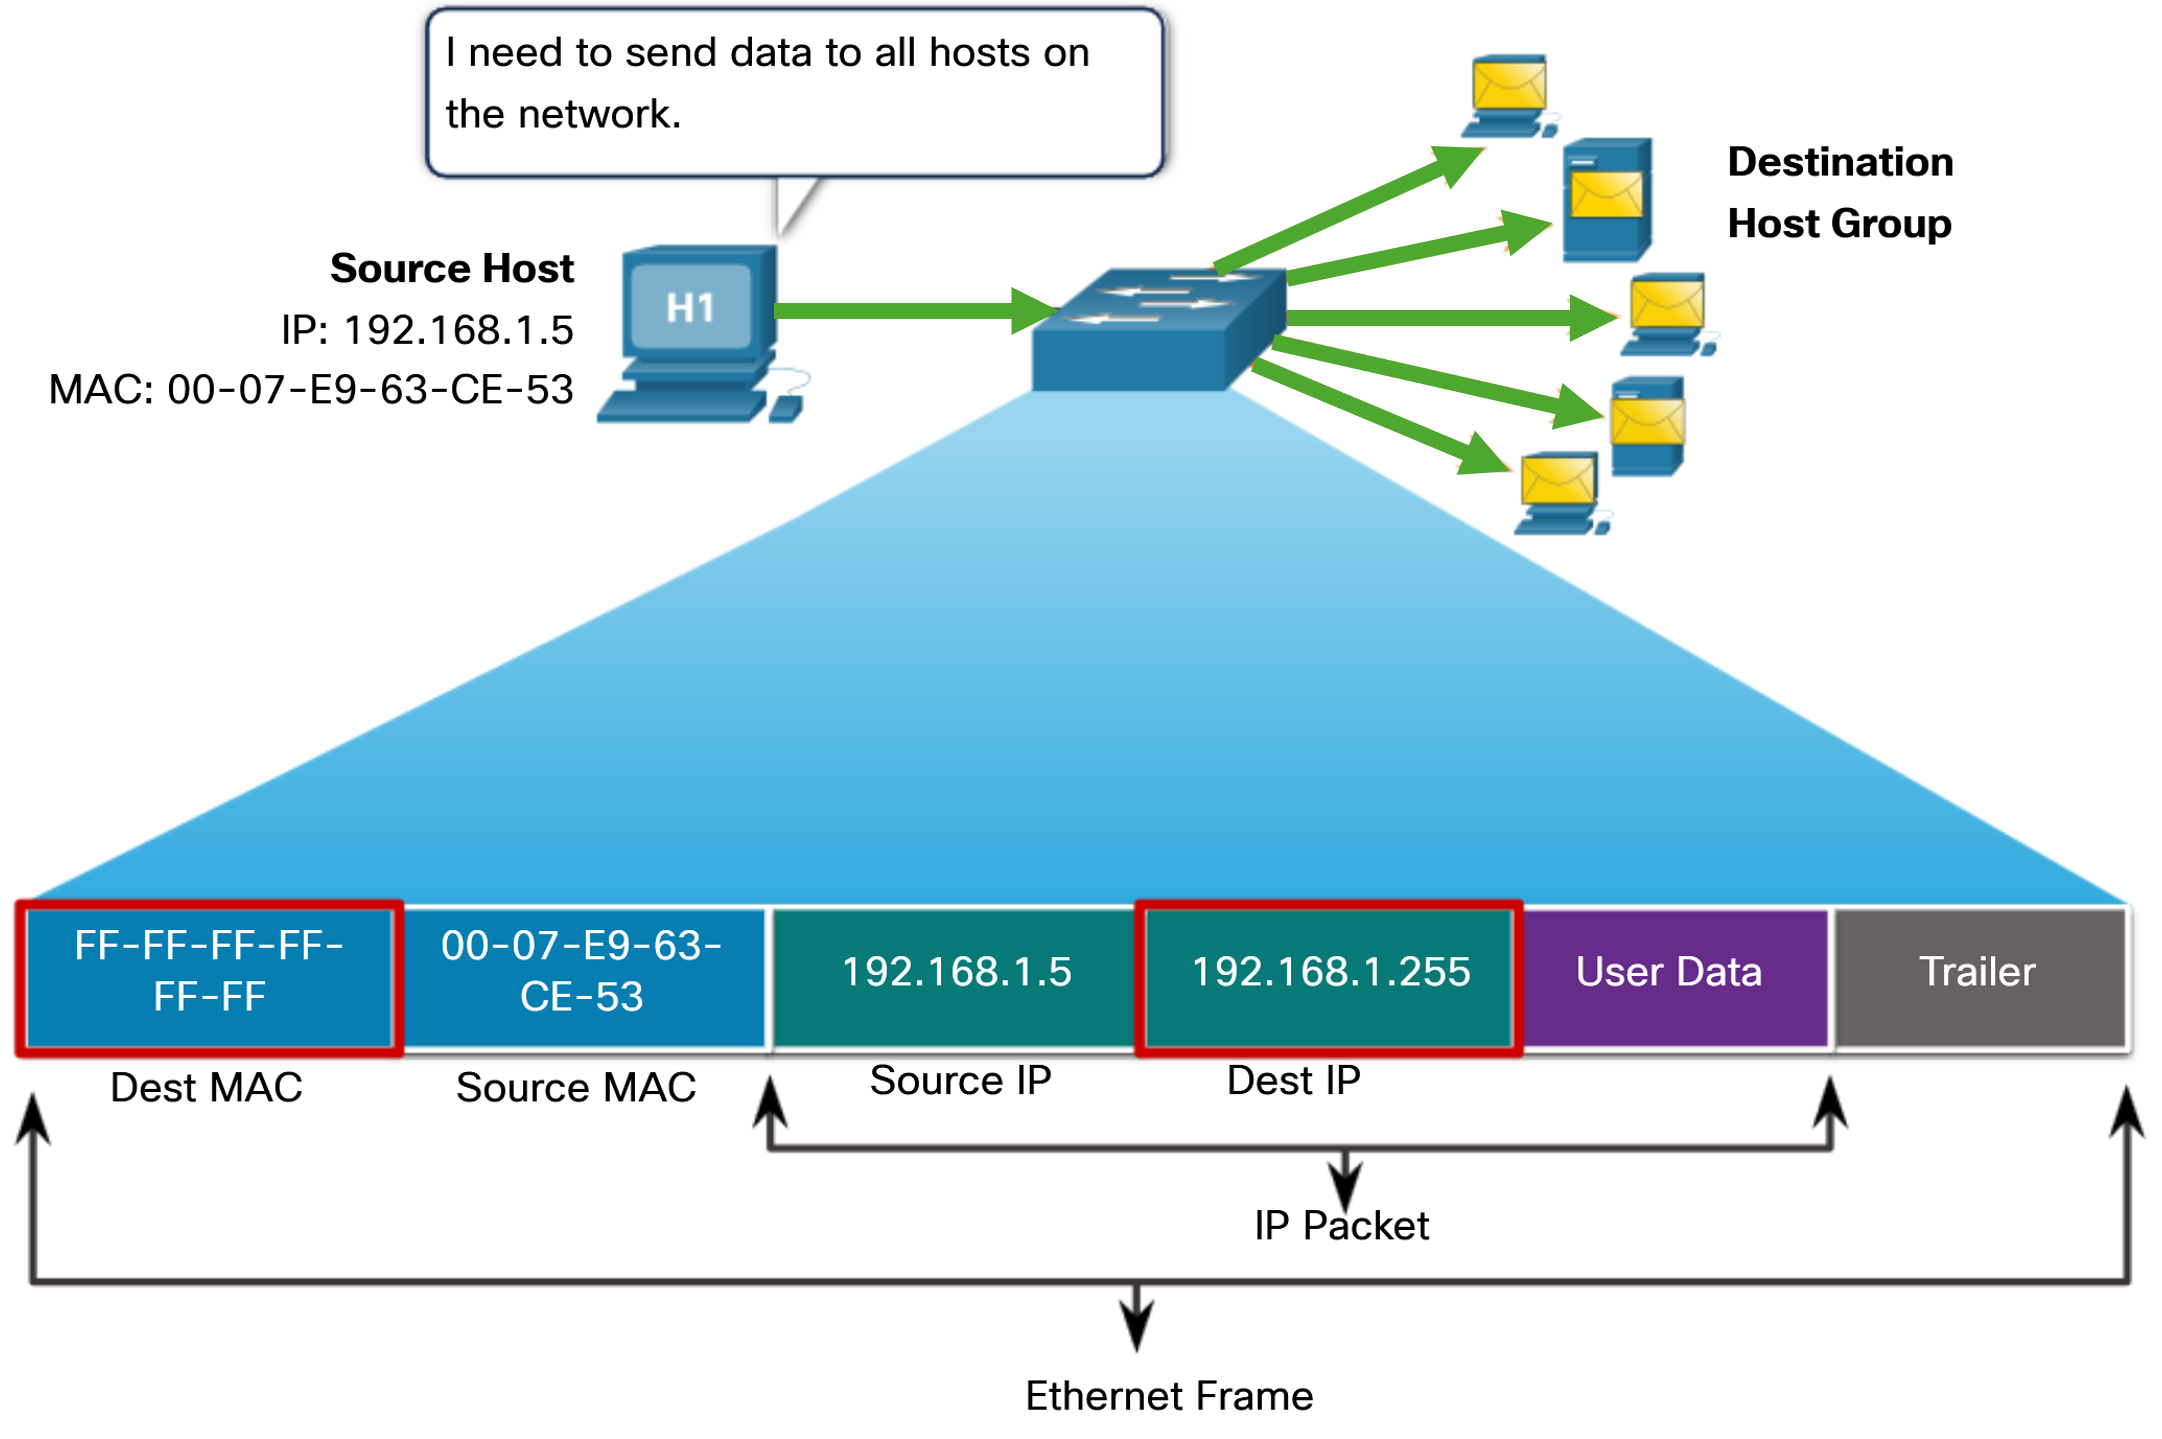 I need to send data to all hosts on
the network.
Destination
Host Group
Source Host
IP: 192.168.1.5
MAC: 00-07-E9-63-CE-53
H1
FF-FF-FF-FF-
FF-FF
00-07-E9-63-
CE-53
192.168.1.5
192.168.1.255
User Data
Trailer
Dest MAC
Source MAC
Source IP
Dest IP
IP Packet
Ethernet Frame